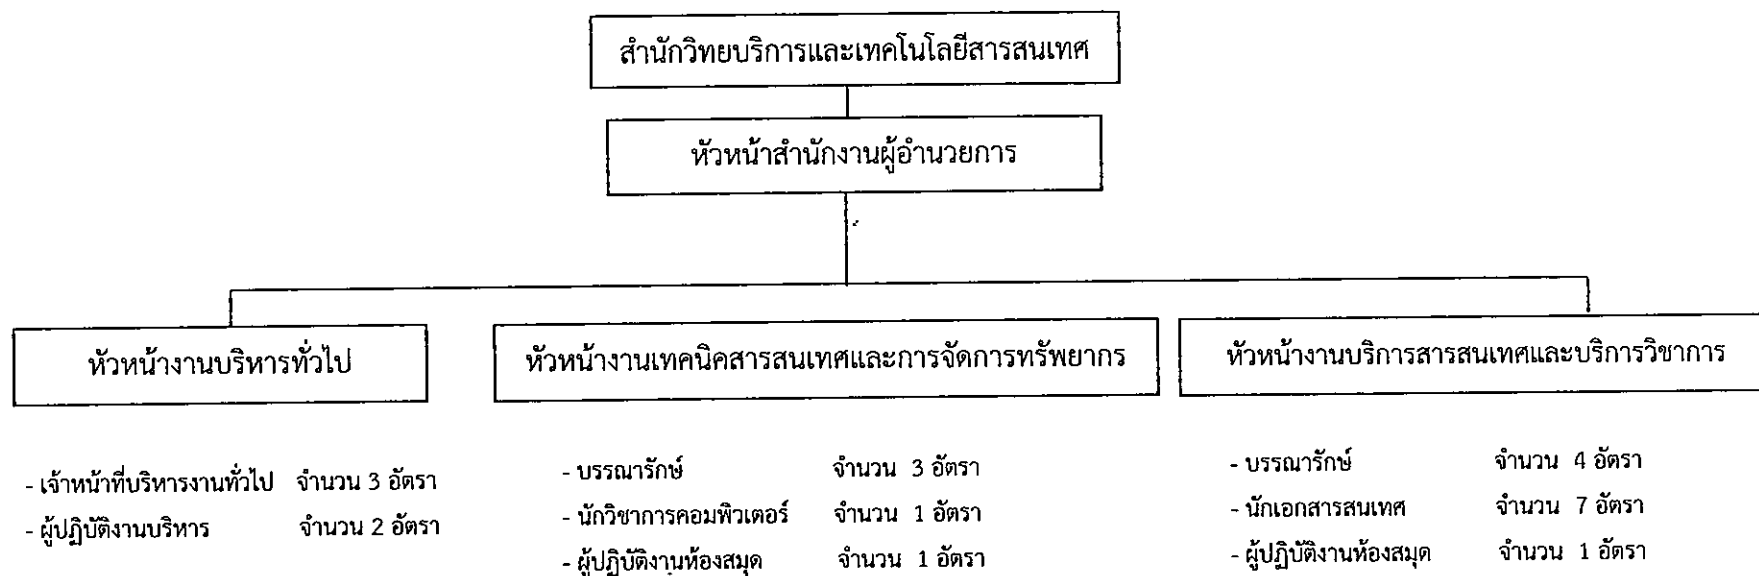 สำนักวิทยบริการและเทคโนโลยีสารสนเทศ
หัวหน้าสำนักงานผู้อำนวยการ
หัวหน้างานบริหารทั่วไป
- เจ้าหน้าที่บริหารงานทั่วไป จำนวน 3 อัตรา
- ผู้ปฏิบัติงานบริหาร จำนวน 2 อัตรา
หัวหน้างานเทคนิคสารสนเทศและการจัดการทรัพยากร
- บรรณารักษ์ จำนวน 3 อัตรา
- นักวิชาการคอมพิวเตอร์ จำนวน 1 อัตรา
- ผู้ปฏิบัติงานห้องสมุด จำนวน 1 อัตรา
หัวหน้างานบริการสารสนเทศและบริการวิชาการ
- บรรณารักษ์ จำนวน 4 อัตรา
- นักเอกสารสนเทศ จำนวน 7 อัตรา
- ผู้ปฏิบัติงานห้องสมุด จำนวน 1 อัตรา